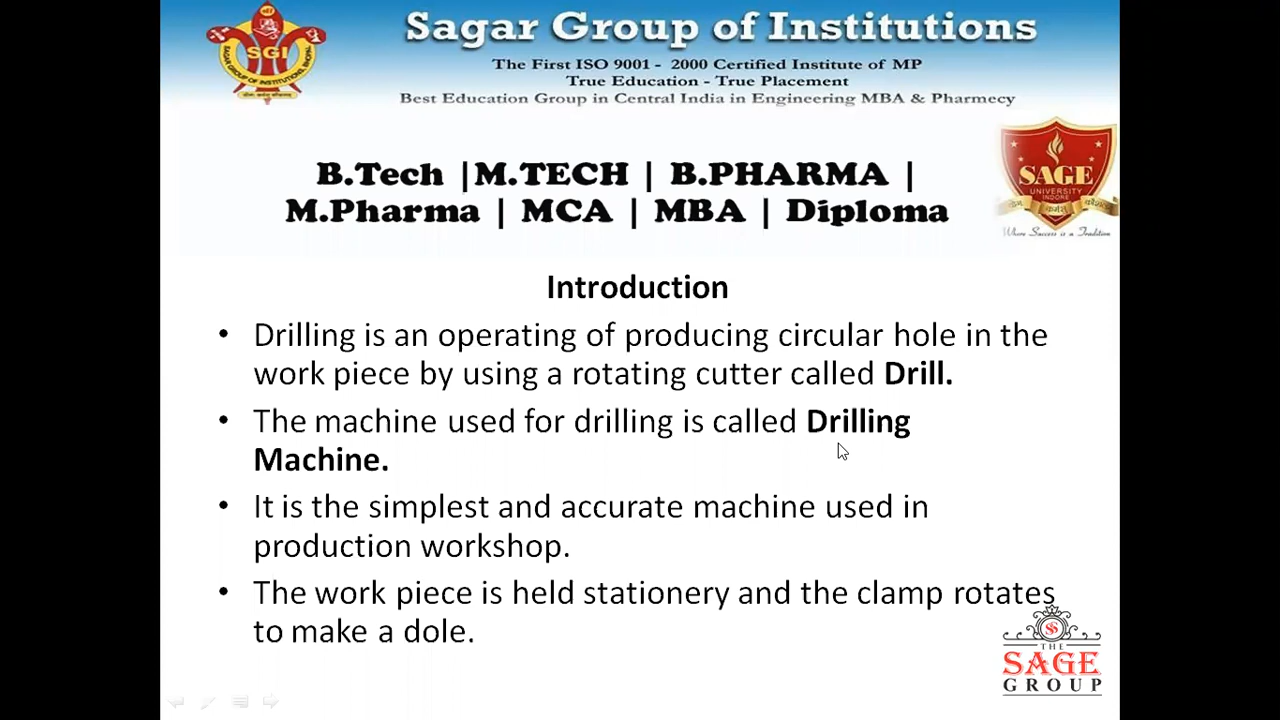 Sagar Group of Institutions
SGI
SAGAR GROUP OF INSTITUTIONS, BHOPAL
The First ISO 9001 - 2000 Certified Institute of MP
True Education - True Placement
Best Education Group in Central India in Engineering MBA & Pharmecy
B.Tech |M.TECH | B.PHARMA |
M.Pharma | MCA | MBA | Diploma
SAGE
UNIVERSITY
INDORE
Where Success is a Tradition
Introduction
• Drilling is an operating of producing circular hole in the
work piece by using a rotating cutter called Drill.
• The machine used for drilling is called Drilling
Machine.
• It is the simplest and accurate machine used in
production workshop.
• The work piece is held stationery and the clamp rotates
to make a dole.
THE
SAGE
GROUP